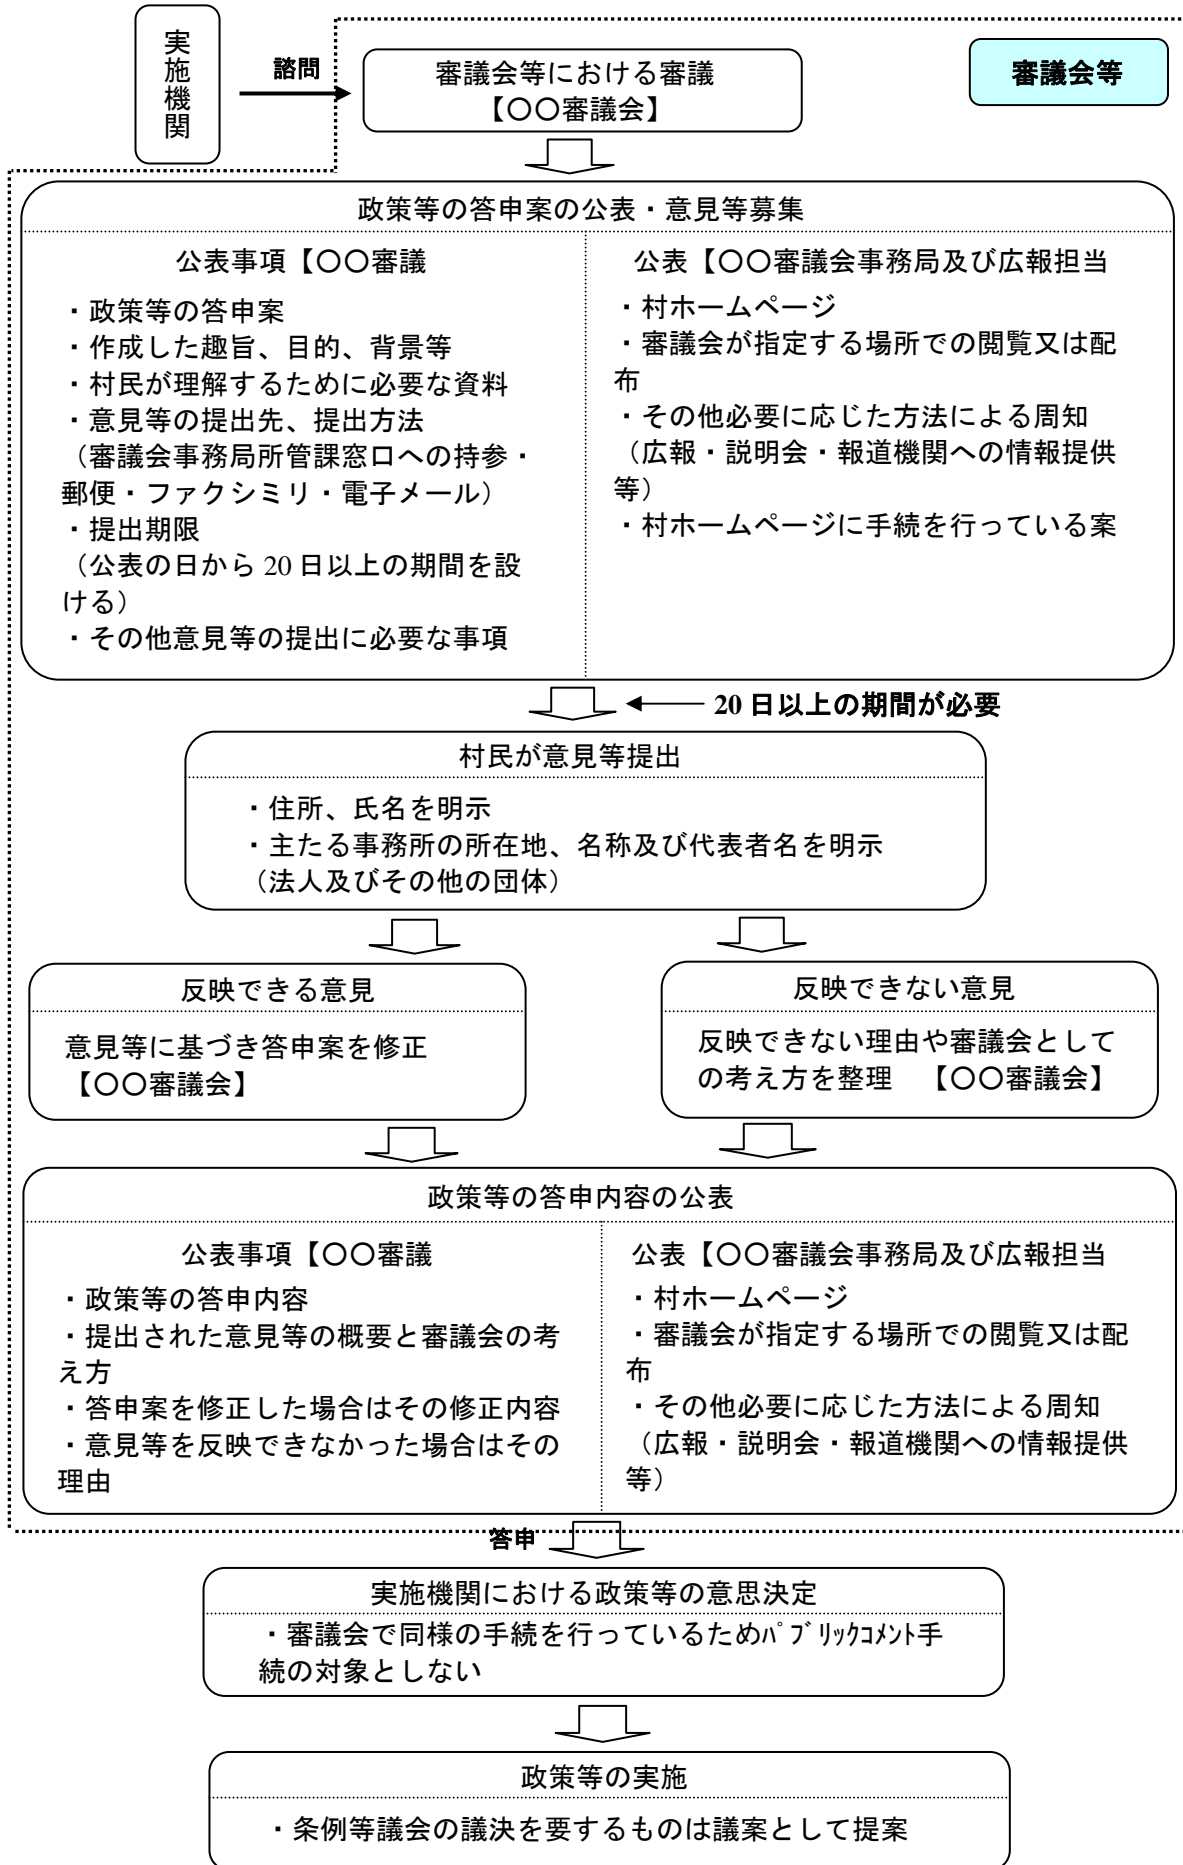 実施機関
諮問
審議会等における審議
【〇〇審議会】
審議会等
政策等の答申案の公表・意見等募集
公表事項【〇〇審議
・政策等の答申案
・作成した趣旨、目的、背景等
・村民が理解するために必要な資料
・意見等の提出先、提出方法
（審議会事務局所管課窓口への持参・
郵便・ファクシミリ・電子メール）
・提出期限
（公表の日から 20 日以上の期間を設
ける）
・その他意見等の提出に必要な事項
公表【〇〇審議会事務局及び広報担当
・村ホームページ
・審議会が指定する場所での閲覧又は配
布
・その他必要に応じた方法による周知
（広報・説明会・報道機関への情報提供
等）
・村ホームページに手続を行っている案
20 日以上の期間が必要
村民が意見等提出
・住所、氏名を明示
・主たる事務所の所在地、名称及び代表者名を明示
（法人及びその他の団体）
反映できる意見
意見等に基づき答申案を修正
【〇〇審議会】
反映できない意見
反映できない理由や審議会として
の考え方を整理　【〇〇審議会】
政策等の答申内容の公表
公表事項【〇〇審議
・政策等の答申内容
・提出された意見等の概要と審議会の考
え方
・答申案を修正した場合はその修正内容
・意見等を反映できなかった場合はその
理由
公表【〇〇審議会事務局及び広報担当
・村ホームページ
・審議会が指定する場所での閲覧又は配
布
・その他必要に応じた方法による周知
（広報・説明会・報道機関への情報提供
等）
答申
実施機関における政策等の意思決定
・審議会で同様の手続を行っているためﾊﾟﾌﾞﾘｯｸｺﾒﾝﾄ手
続の対象としない
政策等の実施
・条例等議会の議決を要するものは議案として提案